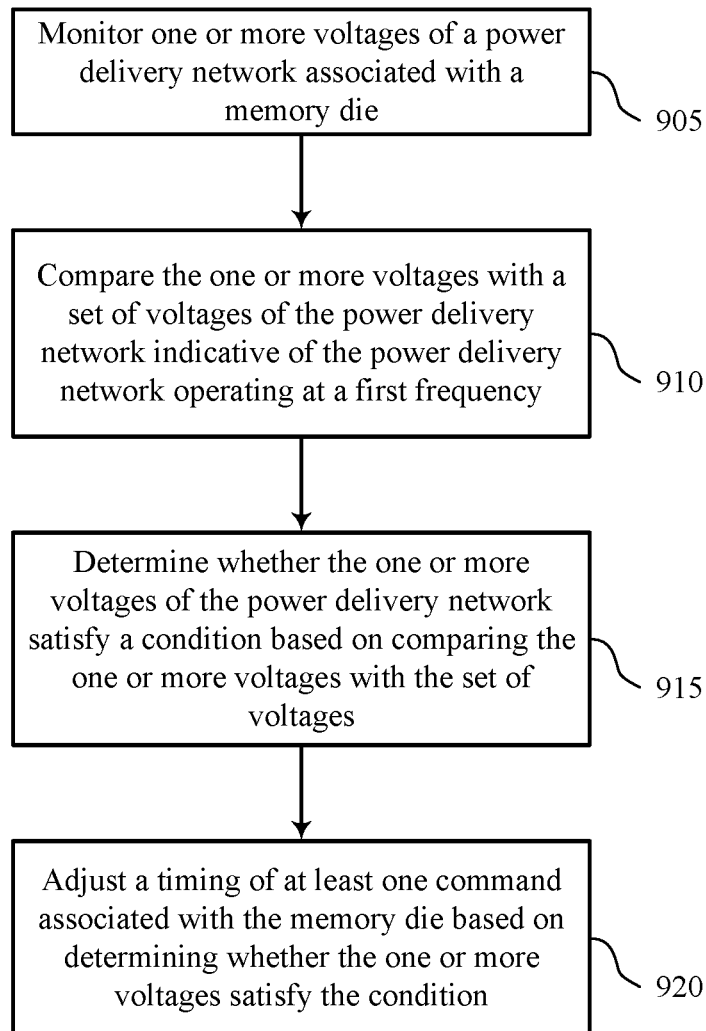 Monitor one or more voltages of a power
delivery network associated with a
memory die
905
Compare the one or more voltages with a
set of voltages of the power delivery
network indicative of the power delivery
network operating at a first frequency
910
Determine whether the one or more
voltages of the power delivery network
satisfy a condition based on comparing the
one or more voltages with the set of
voltages
915
Adjust a timing of at least one command
associated with the memory die based on
determining whether the one or more
voltages satisfy the condition
920